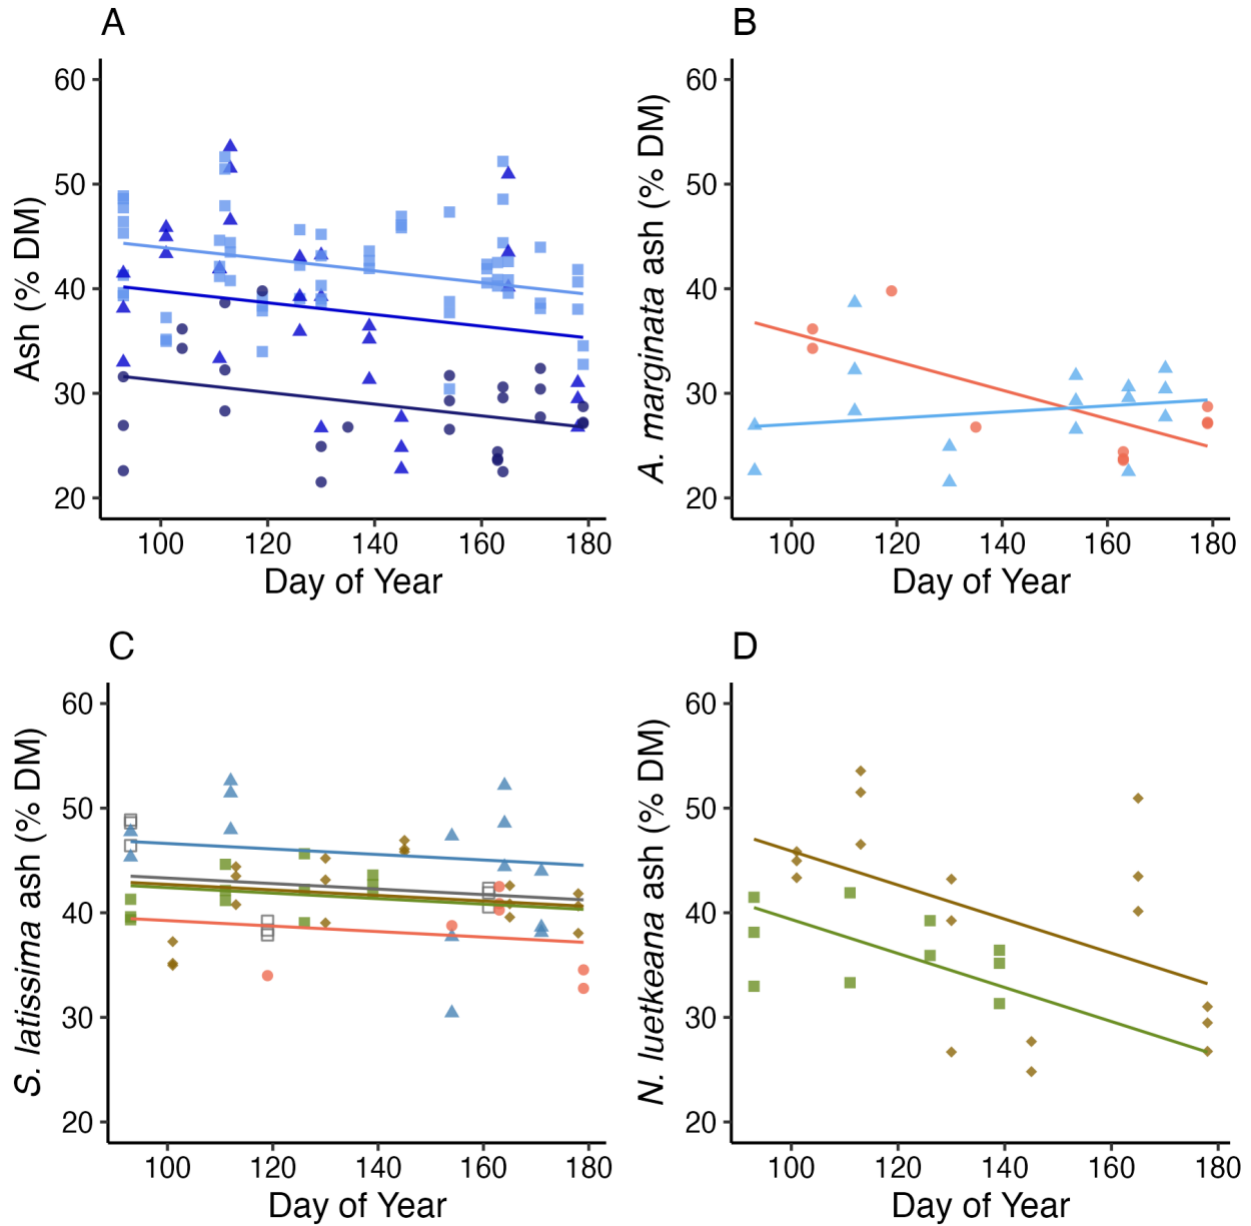 A
Ash (% DM)
60
50
40
30
20
100 120 140 160 180
Day of Year
B
A. marginata ash (% DM)
60
50
40
30
20
100 120 140 160 180
Day of Year
C
S. latissima ash (% DM)
60
50
40
30
20
100 120 140 160 180
Day of Year
D
N. luetkeana ash (% DM)
60
50
40
30
20
100 120 140 160 180
Day of Year